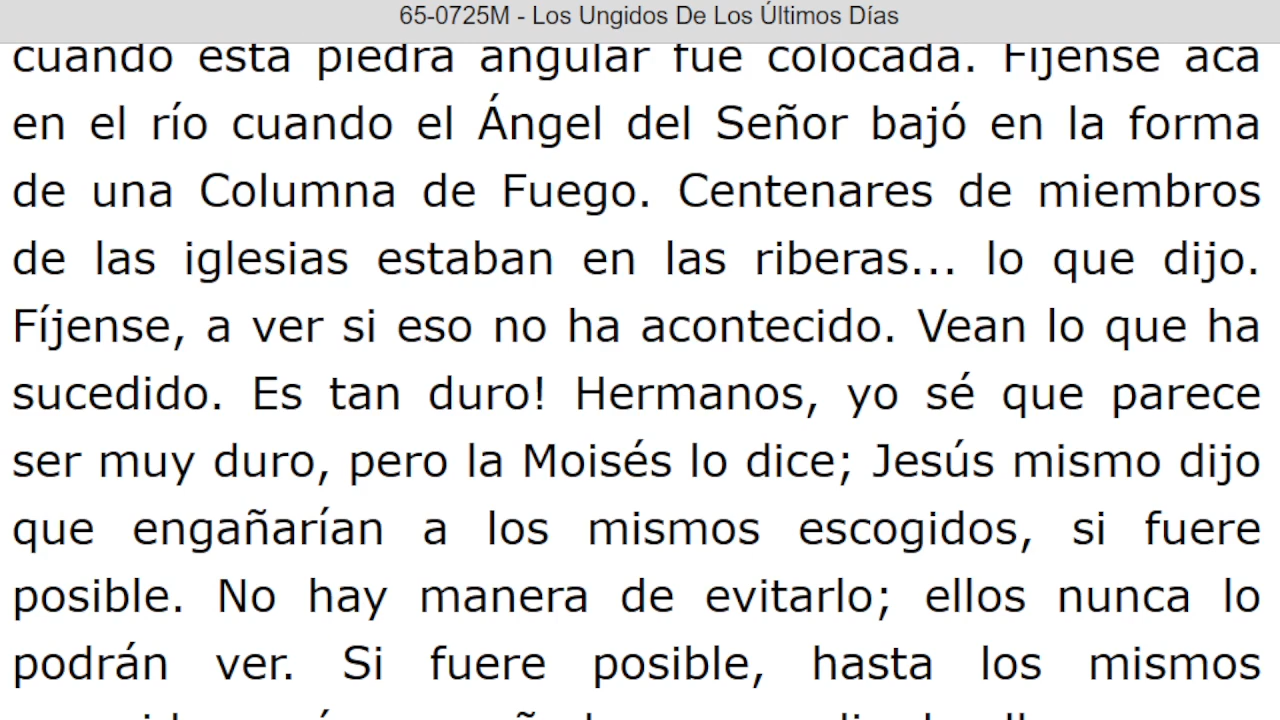 65-0725M - Los Ungidos De Los Últimos Días
cuando esta piedra angular fue colocada. Fíjense acá
en el río cuando el Ángel del Señor bajó en la forma
de una Columna de Fuego. Centenares de miembros
de las iglesias estaban en las riberas... lo que dijo.
Fíjense, a ver si eso no ha acontecido. Vean lo que ha
sucedido. Es tan duro! Hermanos, yo sé que parece
ser muy duro, pero la Moisés lo dice; Jesús mismo dijo
que engañarían a los mismos escogidos, si fuere
posible. No hay manera de evitarlo; ellos nunca lo
podrán ver. Si fuere posible, hasta los mismos